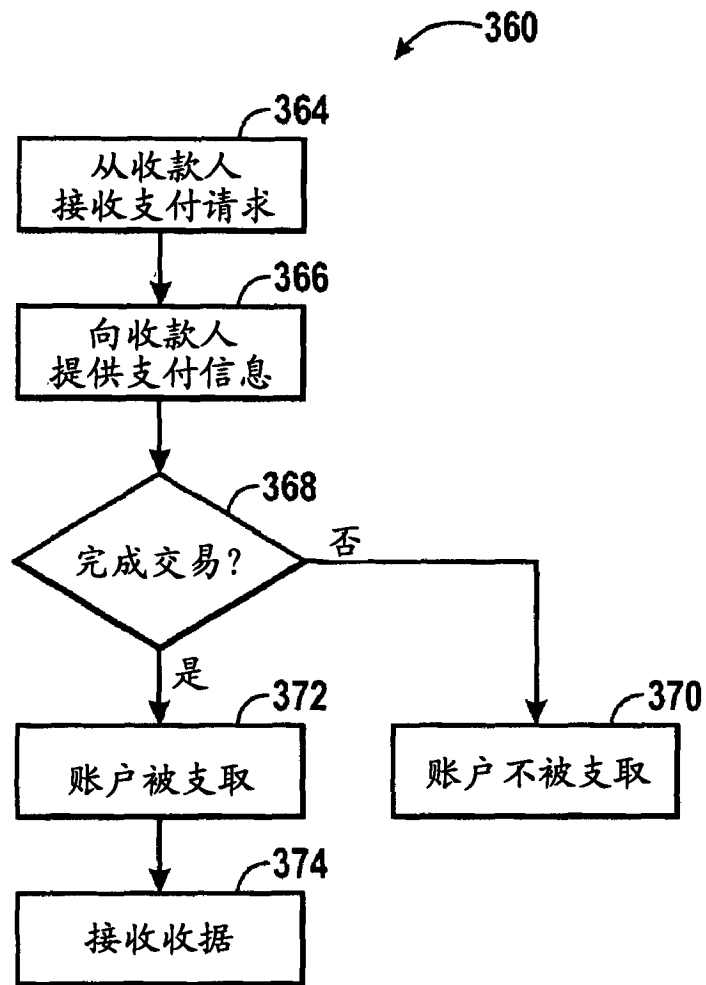 360
364
从收款人
接收支付请求
366
向收款人
提供支付信息
368
完成交易?
否
是
372
账户被支取
370
账户不被支取
374
接收收据